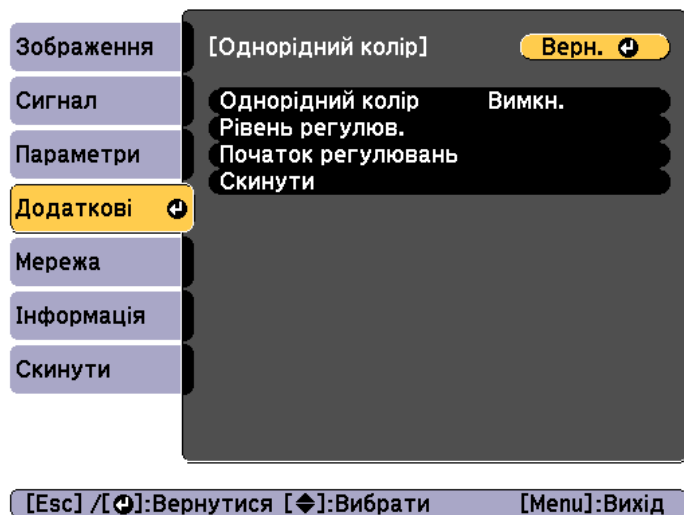 Зображення
Сигнал
Параметри
Додаткові
Мережа
Інформація
Скинути
[Однорідний колір] Верн.
Однорідний колір Вимкн.
Рівень регулюв.
Початок регулювань
Скинути
[Esc] /[⏎]:Вернутися [◆]:Вибрати [Menu]:Вихід